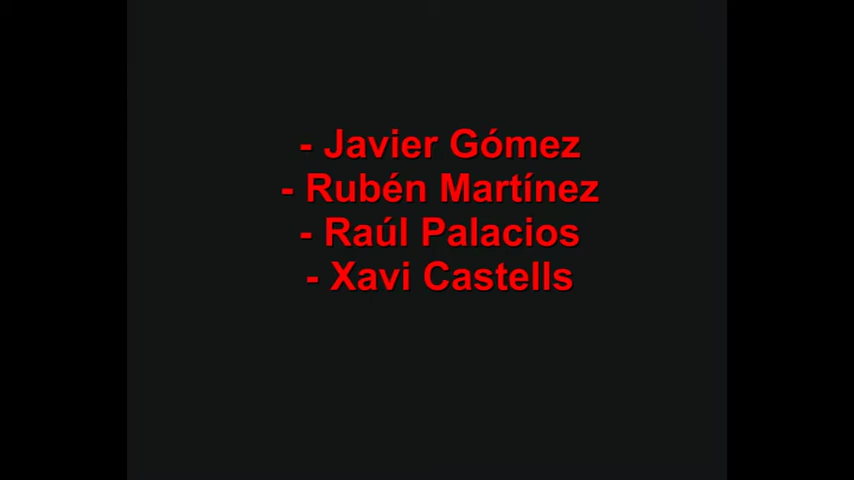 - Javier Gómez
- Rubén Martínez
- Raúl Palacios
- Xavi Castells